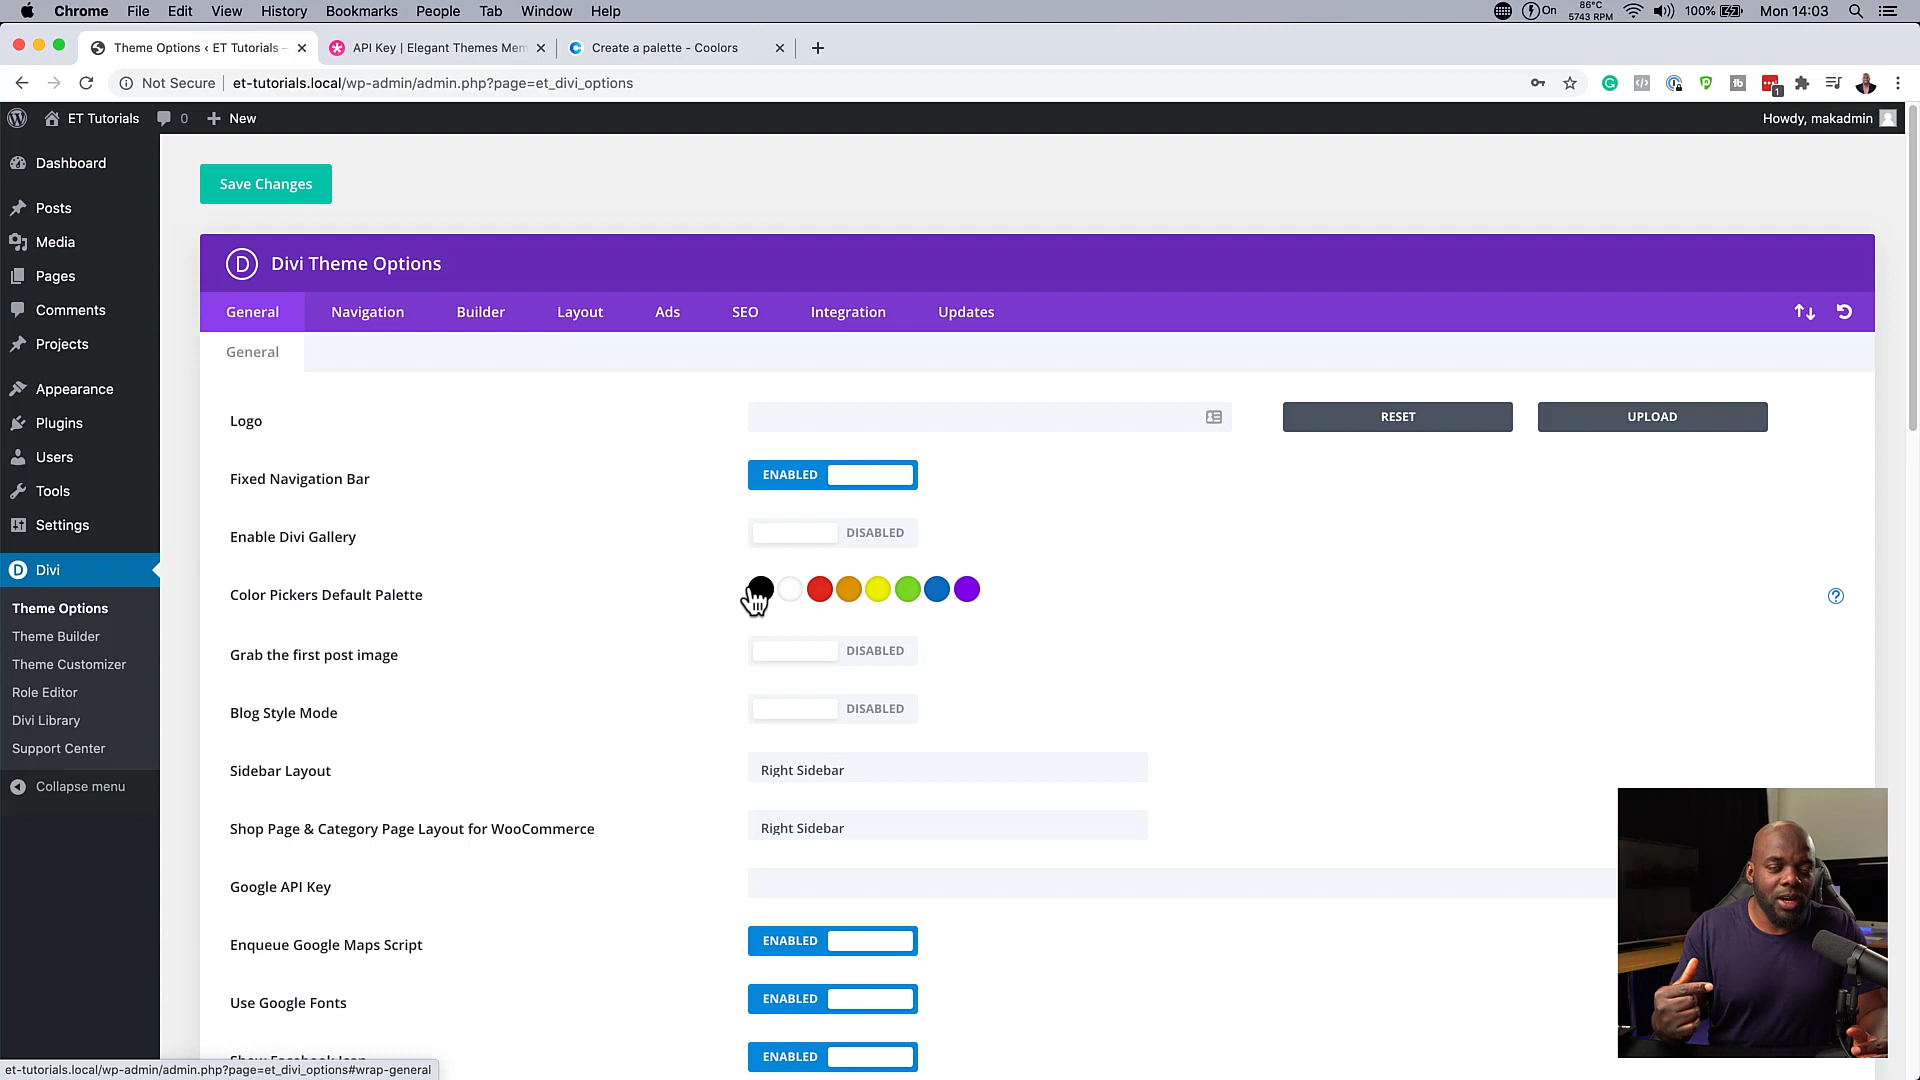 Chrome File Edit View History Bookmarks People Tab Window Help
On 86°C 5743 RPM 100% Mon 14:03
Theme Options ‹ ET Tutorials –
API Key | Elegant Themes Mem
Create a palette - Coolors
Not Secure et-tutorials.local/wp-admin/admin.php?page=et_divi_options
1
ET Tutorials 0 New
Howdy, makadmin
Dashboard
Posts
Media
Pages
Comments
Projects
Appearance
Plugins
Users
Tools
Settings
Divi
Theme Options
Theme Builder
Theme Customizer
Role Editor
Divi Library
Support Center
Collapse menu
Save Changes
D Divi Theme Options
General Navigation Builder Layout Ads SEO Integration Updates
General
Logo RESET UPLOAD
Fixed Navigation Bar ENABLED
Enable Divi Gallery DISABLED
Color Pickers Default Palette
Grab the first post image DISABLED
Blog Style Mode DISABLED
Sidebar Layout Right Sidebar
Shop Page & Category Page Layout for WooCommerce Right Sidebar
Google API Key
Enqueue Google Maps Script ENABLED
Use Google Fonts ENABLED
Show Facebook Icon ENABLED
et-tutorials.local/wp-admin/admin.php?page=et_divi_options#wrap-general